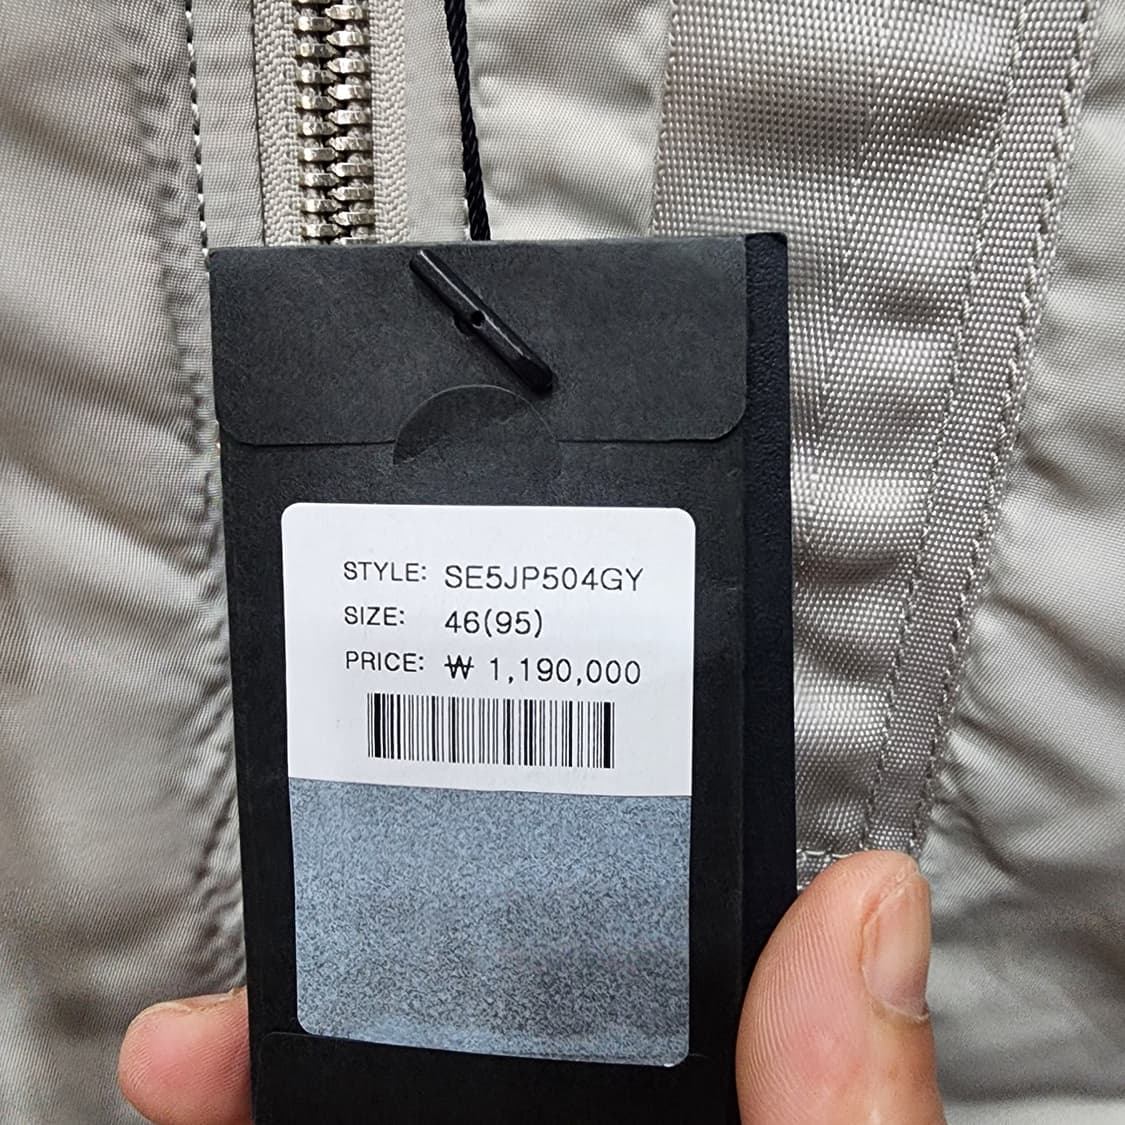 STYLE: SE5JP504GY
SIZE: 46(95)
PRICE: ₩ 1,190,000